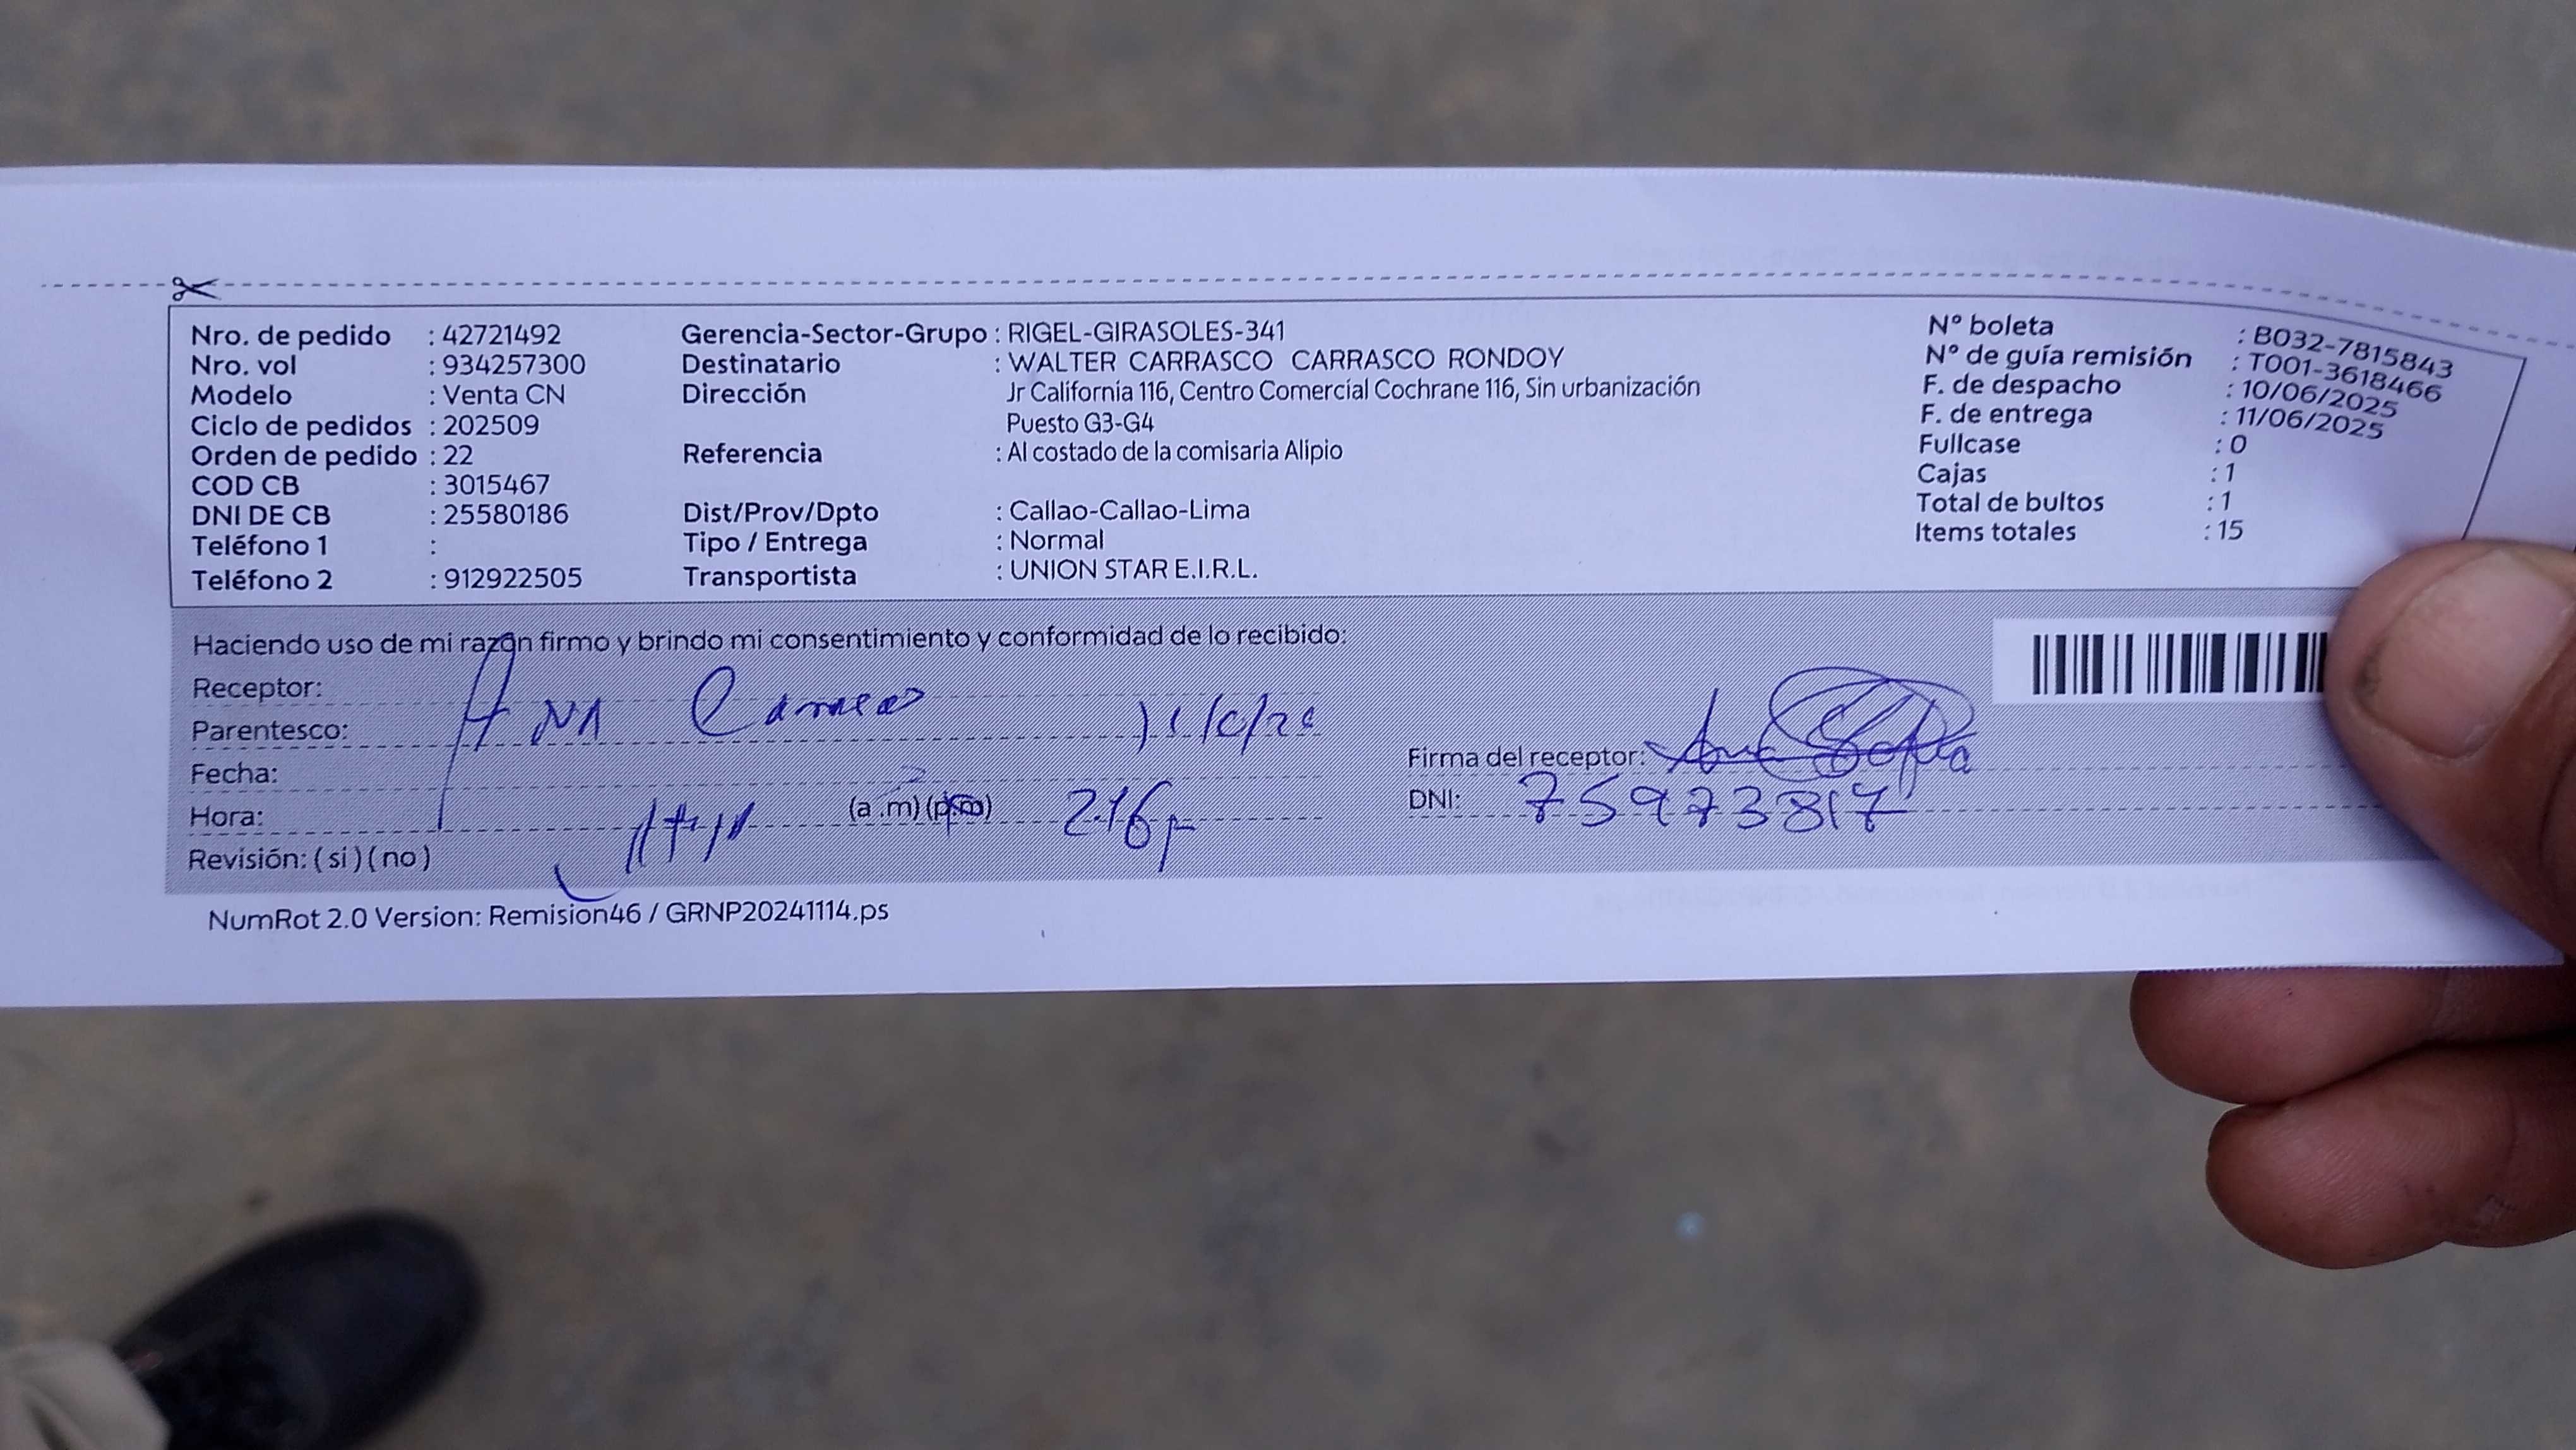 Nro. de pedido : 42721492 Gerencia-Sector-Grupo : RIGEL-GIRASOLES-341 N° boleta : B032-7815843
Nro. vol : 934257300 Destinatario : WALTER CARRASCO CARRASCO RONDOY N° de guía remisión : T001-3618466
Modelo : Venta CN Dirección Jr California 116, Centro Comercial Cochrane 116, Sin urbanización F. de despacho : 10/06/2025
Ciclo de pedidos : 202509 Puesto G3-G4 F. de entrega : 11/06/2025
Orden de pedido : 22 Referencia : Al costado de la comisaria Alipio Fullcase : 0
COD CB : 3015467 Cajas : 1
DNI DE CB : 25580186 Dist/Prov/Dpto : Callao-Callao-Lima Total de bultos : 1
Teléfono 1 : Tipo / Entrega : Normal Items totales : 15
Teléfono 2 : 912922505 Transportista : UNION STAR E.I.R.L.
Haciendo uso de mi razón firmo y brindo mi consentimiento y conformidad de lo recibido:
Receptor:
Parentesco: ANA
Fecha: Firma del receptor:
Hora: (a .m) (p.m) 2:16 p DNI: 75973817
Revisión: ( si ) ( no )
NumRot 2.0 Version: Remision46 / GRNP20241114.ps